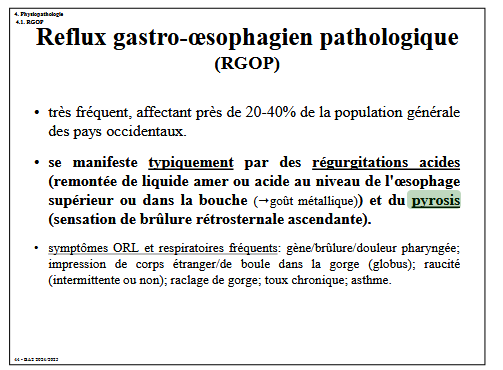 4. Physiopathologie
4.1. RGOP
Reflux gastro-œsophagien pathologique
(RGOP)
• très fréquent, affectant près de 20-40% de la population générale
des pays occidentaux.
• se manifeste typiquement par des régurgitations acides
(remontée de liquide amer ou acide au niveau de l'œsophage
supérieur ou dans la bouche (→goût métallique)) et du pyrosis
(sensation de brûlure rétrosternale ascendante).
• symptômes ORL et respiratoires fréquents: gène/brûlure/douleur pharyngée;
impression de corps étranger/de boule dans la gorge (globus); raucité
(intermittente ou non); raclage de gorge; toux chronique; asthme.